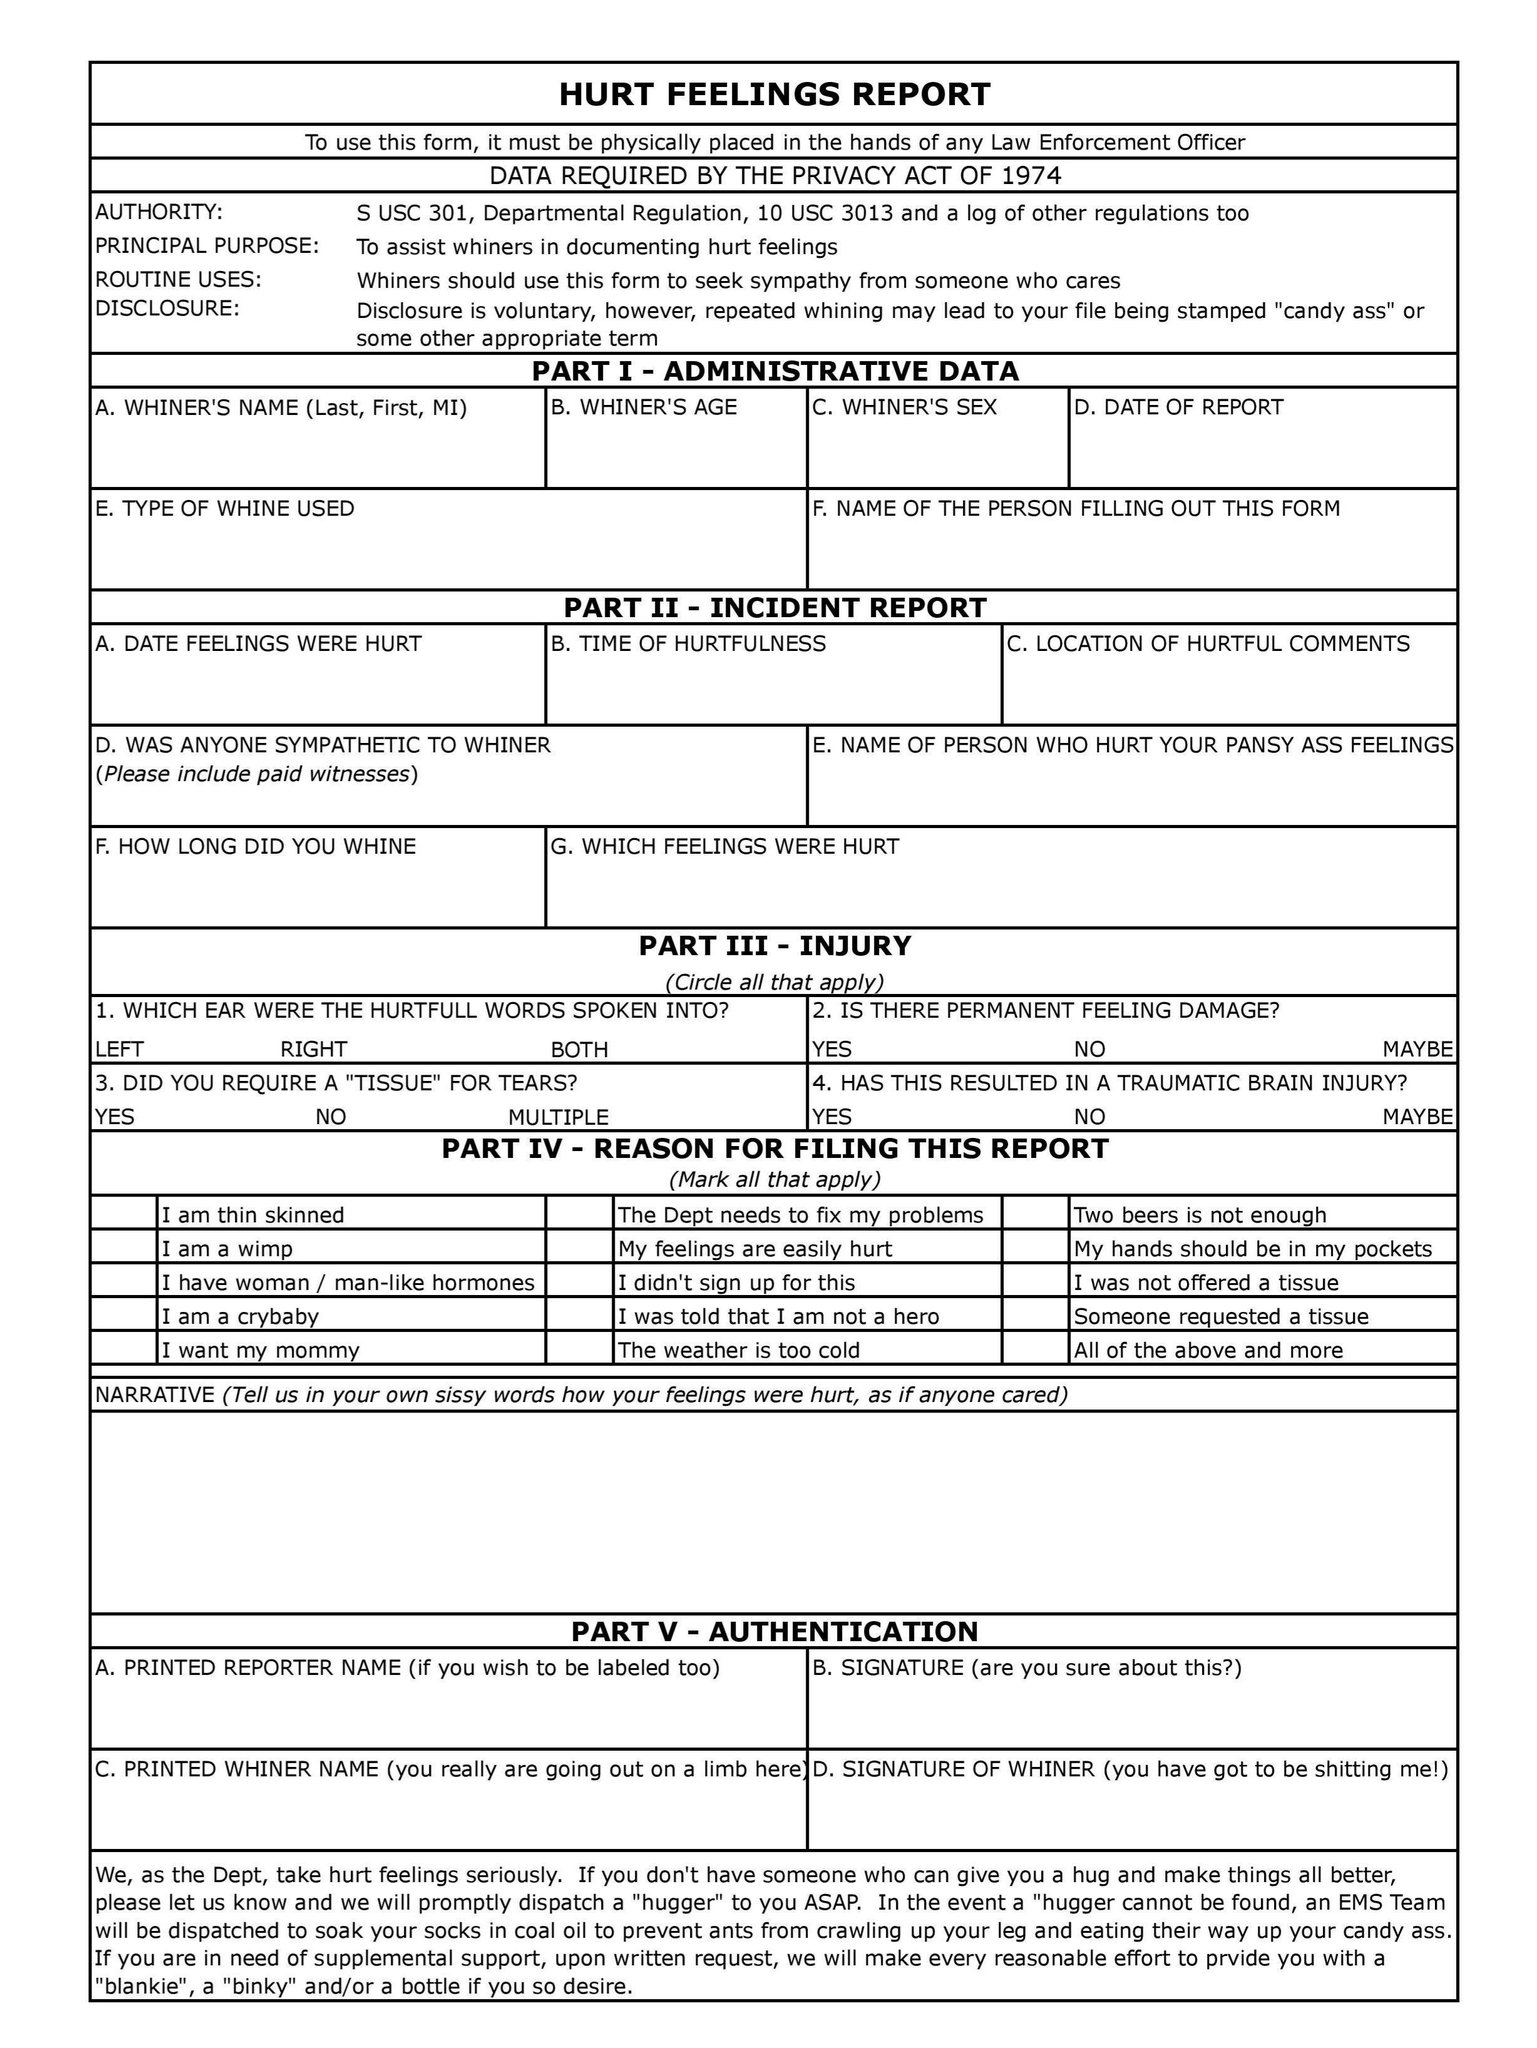 HURT FEELINGS REPORT
To use this form, it must be physically placed in the hands of any Law Enforcement Officer
DATA REQUIRED BY THE PRIVACY ACT OF 1974
AUTHORITY: S USC 301, Departmental Regulation, 10 USC 3013 and a log of other regulations too
PRINCIPAL PURPOSE: To assist whiners in documenting hurt feelings
ROUTINE USES: Whiners should use this form to seek sympathy from someone who cares
DISCLOSURE: Disclosure is voluntary, however, repeated whining may lead to your file being stamped "candy ass" or
some other appropriate term
PART I - ADMINISTRATIVE DATA
A. WHINER'S NAME (Last, First, MI) B. WHINER'S AGE C. WHINER'S SEX D. DATE OF REPORT
E. TYPE OF WHINE USED F. NAME OF THE PERSON FILLING OUT THIS FORM
PART II - INCIDENT REPORT
A. DATE FEELINGS WERE HURT B. TIME OF HURTFULNESS C. LOCATION OF HURTFUL COMMENTS
D. WAS ANYONE SYMPATHETIC TO WHINER E. NAME OF PERSON WHO HURT YOUR PANSY ASS FEELINGS
(Please include paid witnesses)
F. HOW LONG DID YOU WHINE G. WHICH FEELINGS WERE HURT
PART III - INJURY
(Circle all that apply)
1. WHICH EAR WERE THE HURTFULL WORDS SPOKEN INTO? 2. IS THERE PERMANENT FEELING DAMAGE?
LEFT RIGHT BOTH YES NO MAYBE
3. DID YOU REQUIRE A "TISSUE" FOR TEARS? 4. HAS THIS RESULTED IN A TRAUMATIC BRAIN INJURY?
YES NO MULTIPLE YES NO MAYBE
PART IV - REASON FOR FILING THIS REPORT
(Mark all that apply)
I am thin skinned The Dept needs to fix my problems Two beers is not enough
I am a wimp My feelings are easily hurt My hands should be in my pockets
I have woman / man-like hormones I didn't sign up for this I was not offered a tissue
I am a crybaby I was told that I am not a hero Someone requested a tissue
I want my mommy The weather is too cold All of the above and more
NARRATIVE (Tell us in your own sissy words how your feelings were hurt, as if anyone cared)
PART V - AUTHENTICATION
A. PRINTED REPORTER NAME (if you wish to be labeled too) B. SIGNATURE (are you sure about this?)
C. PRINTED WHINER NAME (you really are going out on a limb here) D. SIGNATURE OF WHINER (you have got to be shitting me!)
We, as the Dept, take hurt feelings seriously.  If you don't have someone who can give you a hug and make things all better,
please let us know and we will promptly dispatch a "hugger" to you ASAP.  In the event a "hugger cannot be found, an EMS Team
will be dispatched to soak your socks in coal oil to prevent ants from crawling up your leg and eating their way up your candy ass.
If you are in need of supplemental support, upon written request, we will make every reasonable effort to prvide you with a
"blankie", a "binky" and/or a bottle if you so desire.